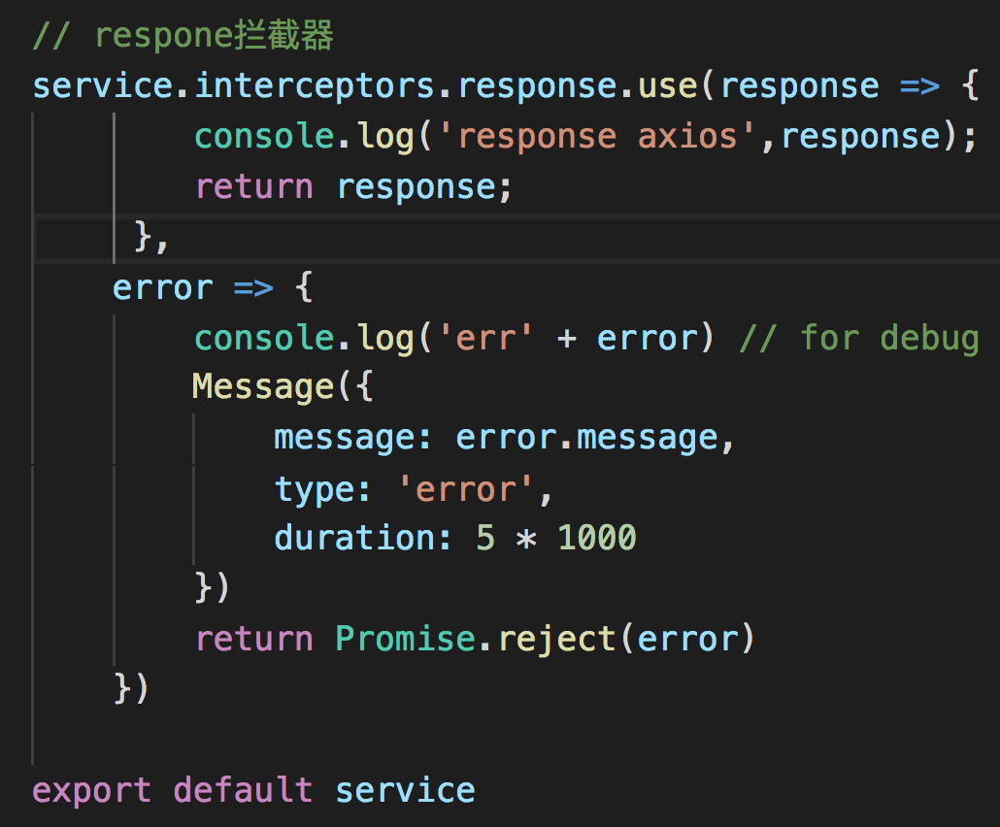 // respone拦截器
service.interceptors.response.use(response => {
        console.log('response axios',response);
        return response;
     },
    error => {
        console.log('err' + error) // for debug
        Message({
            message: error.message,
            type: 'error',
            duration: 5 * 1000
        })
        return Promise.reject(error)
    })
export default service